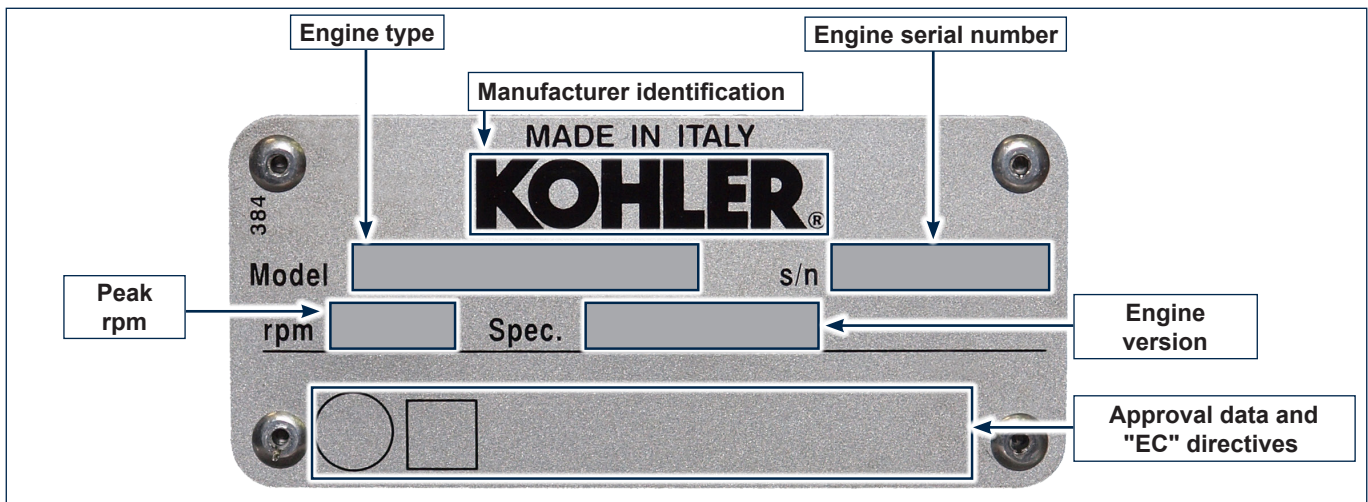 Engine type
Engine serial number
Manufacturer identification
MADE IN ITALY
KOHLER®
384
Model
s/n
Peak
rpm
rpm
Spec.
Engine
version
Approval data and
"EC" directives